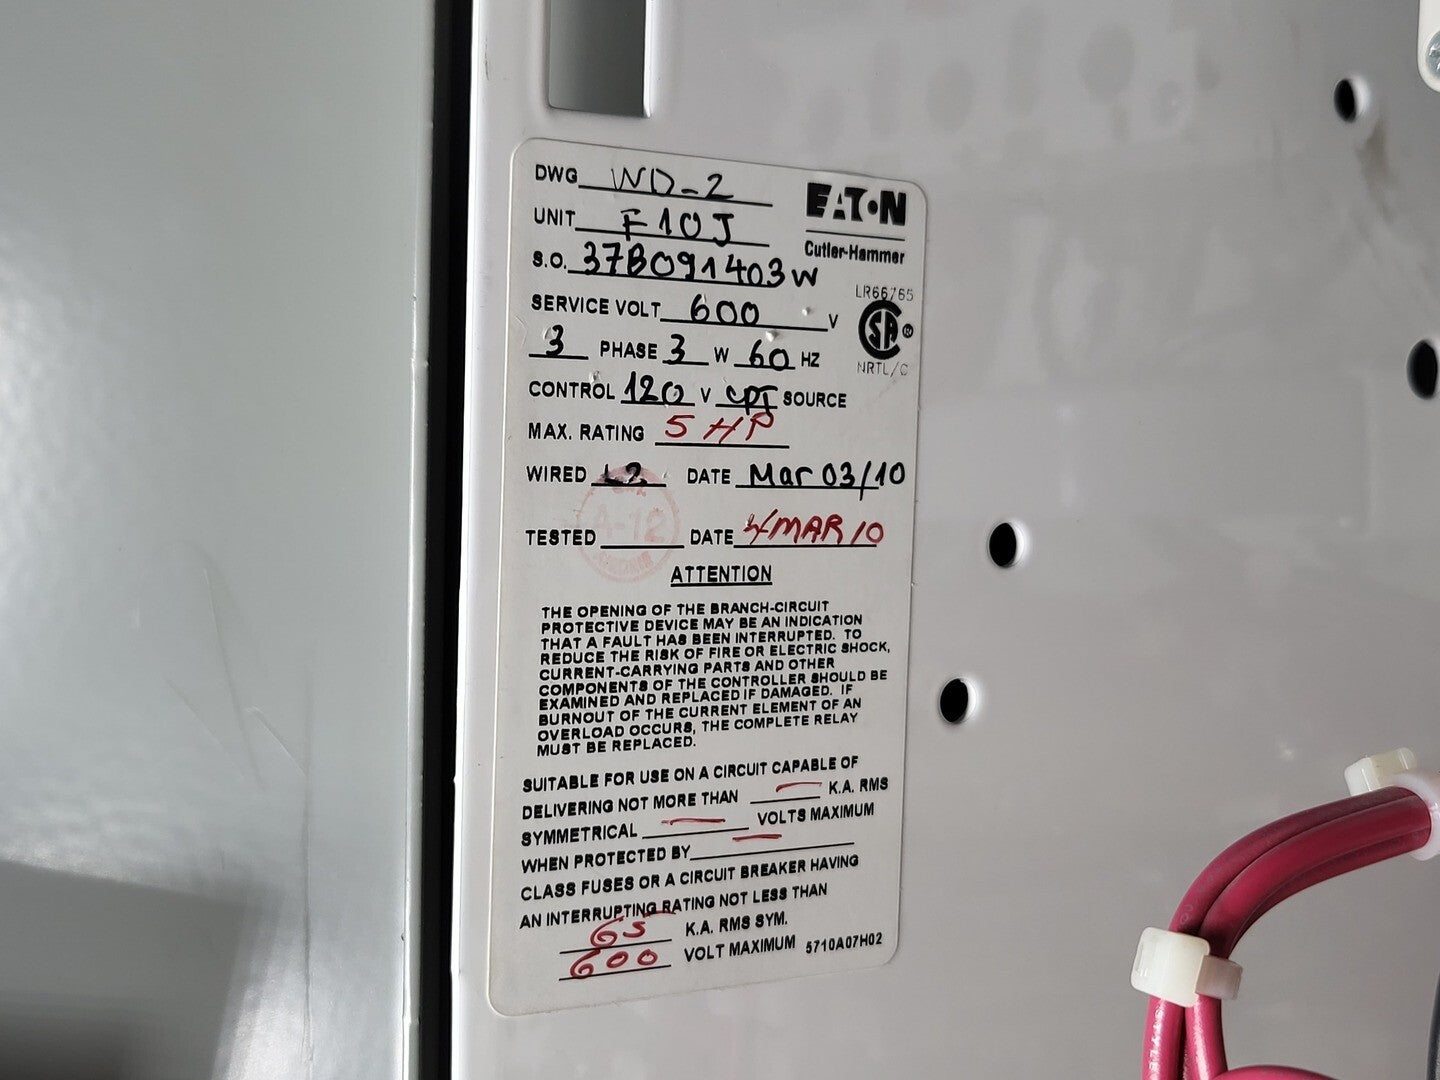 DWG WD-2
EATON
Cutler-Hammer
UNIT F10J
S.O. 37B091403W
LR66765
SERVICE VOLT 600 V
SA ®
NRTL/C
3 PHASE 3 W 60 HZ
CONTROL 120 V CPT SOURCE
MAX. RATING 5 HP
WIRED L2 DATE Mar 03/10
A-12
TESTED DATE 4/MAR 10
ATTENTION
THE OPENING OF THE BRANCH-CIRCUIT
PROTECTIVE DEVICE MAY BE AN INDICATION
THAT A FAULT HAS BEEN INTERRUPTED. TO
REDUCE THE RISK OF FIRE OR ELECTRIC SHOCK,
CURRENT-CARRYING PARTS AND OTHER
COMPONENTS OF THE CONTROLLER SHOULD BE
EXAMINED AND REPLACED IF DAMAGED. IF
BURNOUT OF THE CURRENT ELEMENT OF AN
OVERLOAD OCCURS, THE COMPLETE RELAY
MUST BE REPLACED.
SUITABLE FOR USE ON A CIRCUIT CAPABLE OF
DELIVERING NOT MORE THAN — K.A. RMS
SYMMETRICAL — VOLTS MAXIMUM
WHEN PROTECTED BY —
CLASS FUSES OR A CIRCUIT BREAKER HAVING
AN INTERRUPTING RATING NOT LESS THAN
65 K.A. RMS SYM.
600 VOLT MAXIMUM 5710A07H02